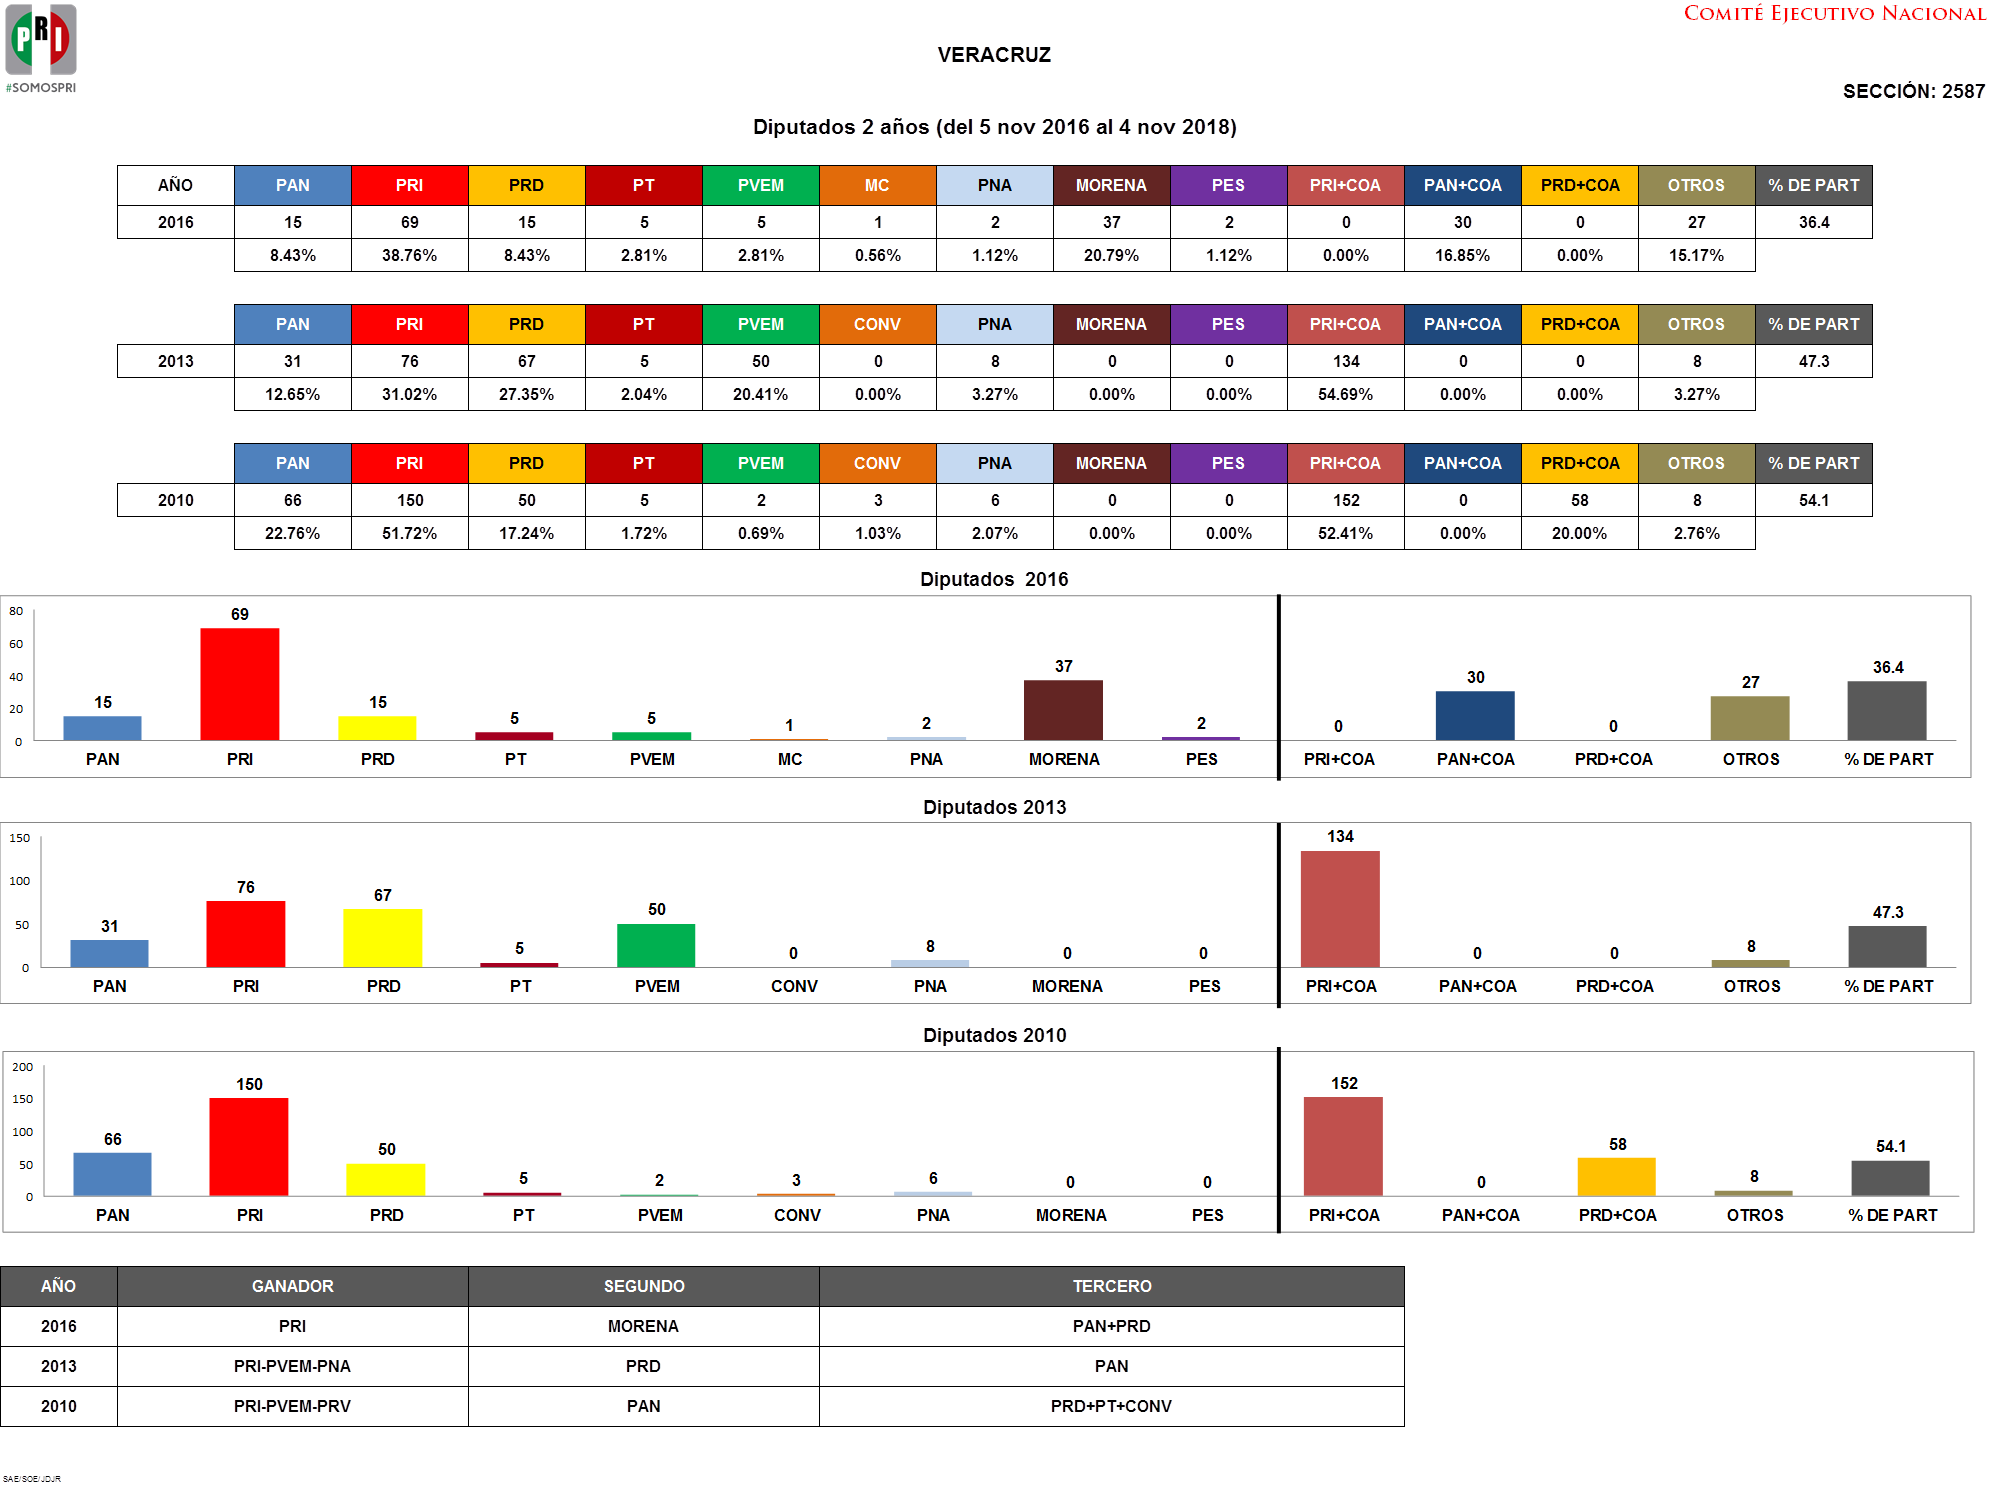 PRI
#SOMOSPRI
COMITÉ EJECUTIVO NACIONAL
VERACRUZ
SECCIÓN: 2587
Diputados 2 años (del 5 nov 2016 al 4 nov 2018)
AÑO PAN PRI PRD PT PVEM MC PNA MORENA PES PRI+COA PAN+COA PRD+COA OTROS % DE PART
2016 15 69 15 5 5 1 2 37 2 0 30 0 27 36.4
8.43% 38.76% 8.43% 2.81% 2.81% 0.56% 1.12% 20.79% 1.12% 0.00% 16.85% 0.00% 15.17%
PAN PRI PRD PT PVEM CONV PNA MORENA PES PRI+COA PAN+COA PRD+COA OTROS % DE PART
2013 31 76 67 5 50 0 8 0 0 134 0 0 8 47.3
12.65% 31.02% 27.35% 2.04% 20.41% 0.00% 3.27% 0.00% 0.00% 54.69% 0.00% 0.00% 3.27%
PAN PRI PRD PT PVEM CONV PNA MORENA PES PRI+COA PAN+COA PRD+COA OTROS % DE PART
2010 66 150 50 5 2 3 6 0 0 152 0 58 8 54.1
22.76% 51.72% 17.24% 1.72% 0.69% 1.03% 2.07% 0.00% 0.00% 52.41% 0.00% 20.00% 2.76%
Diputados 2016
80
60
40
20
0
15 69 15 5 5 1 2 37 2 0 30 0 27 36.4
PAN PRI PRD PT PVEM MC PNA MORENA PES PRI+COA PAN+COA PRD+COA OTROS % DE PART
Diputados 2013
150
100
50
0
31 76 67 5 50 0 8 0 0 134 0 0 8 47.3
PAN PRI PRD PT PVEM CONV PNA MORENA PES PRI+COA PAN+COA PRD+COA OTROS % DE PART
Diputados 2010
200
150
100
50
0
66 150 50 5 2 3 6 0 0 152 0 58 8 54.1
PAN PRI PRD PT PVEM CONV PNA MORENA PES PRI+COA PAN+COA PRD+COA OTROS % DE PART
AÑO GANADOR SEGUNDO TERCERO
2016 PRI MORENA PAN+PRD
2013 PRI-PVEM-PNA PRD PAN
2010 PRI-PVEM-PRV PAN PRD+PT+CONV
SAE/SOE/JDJR